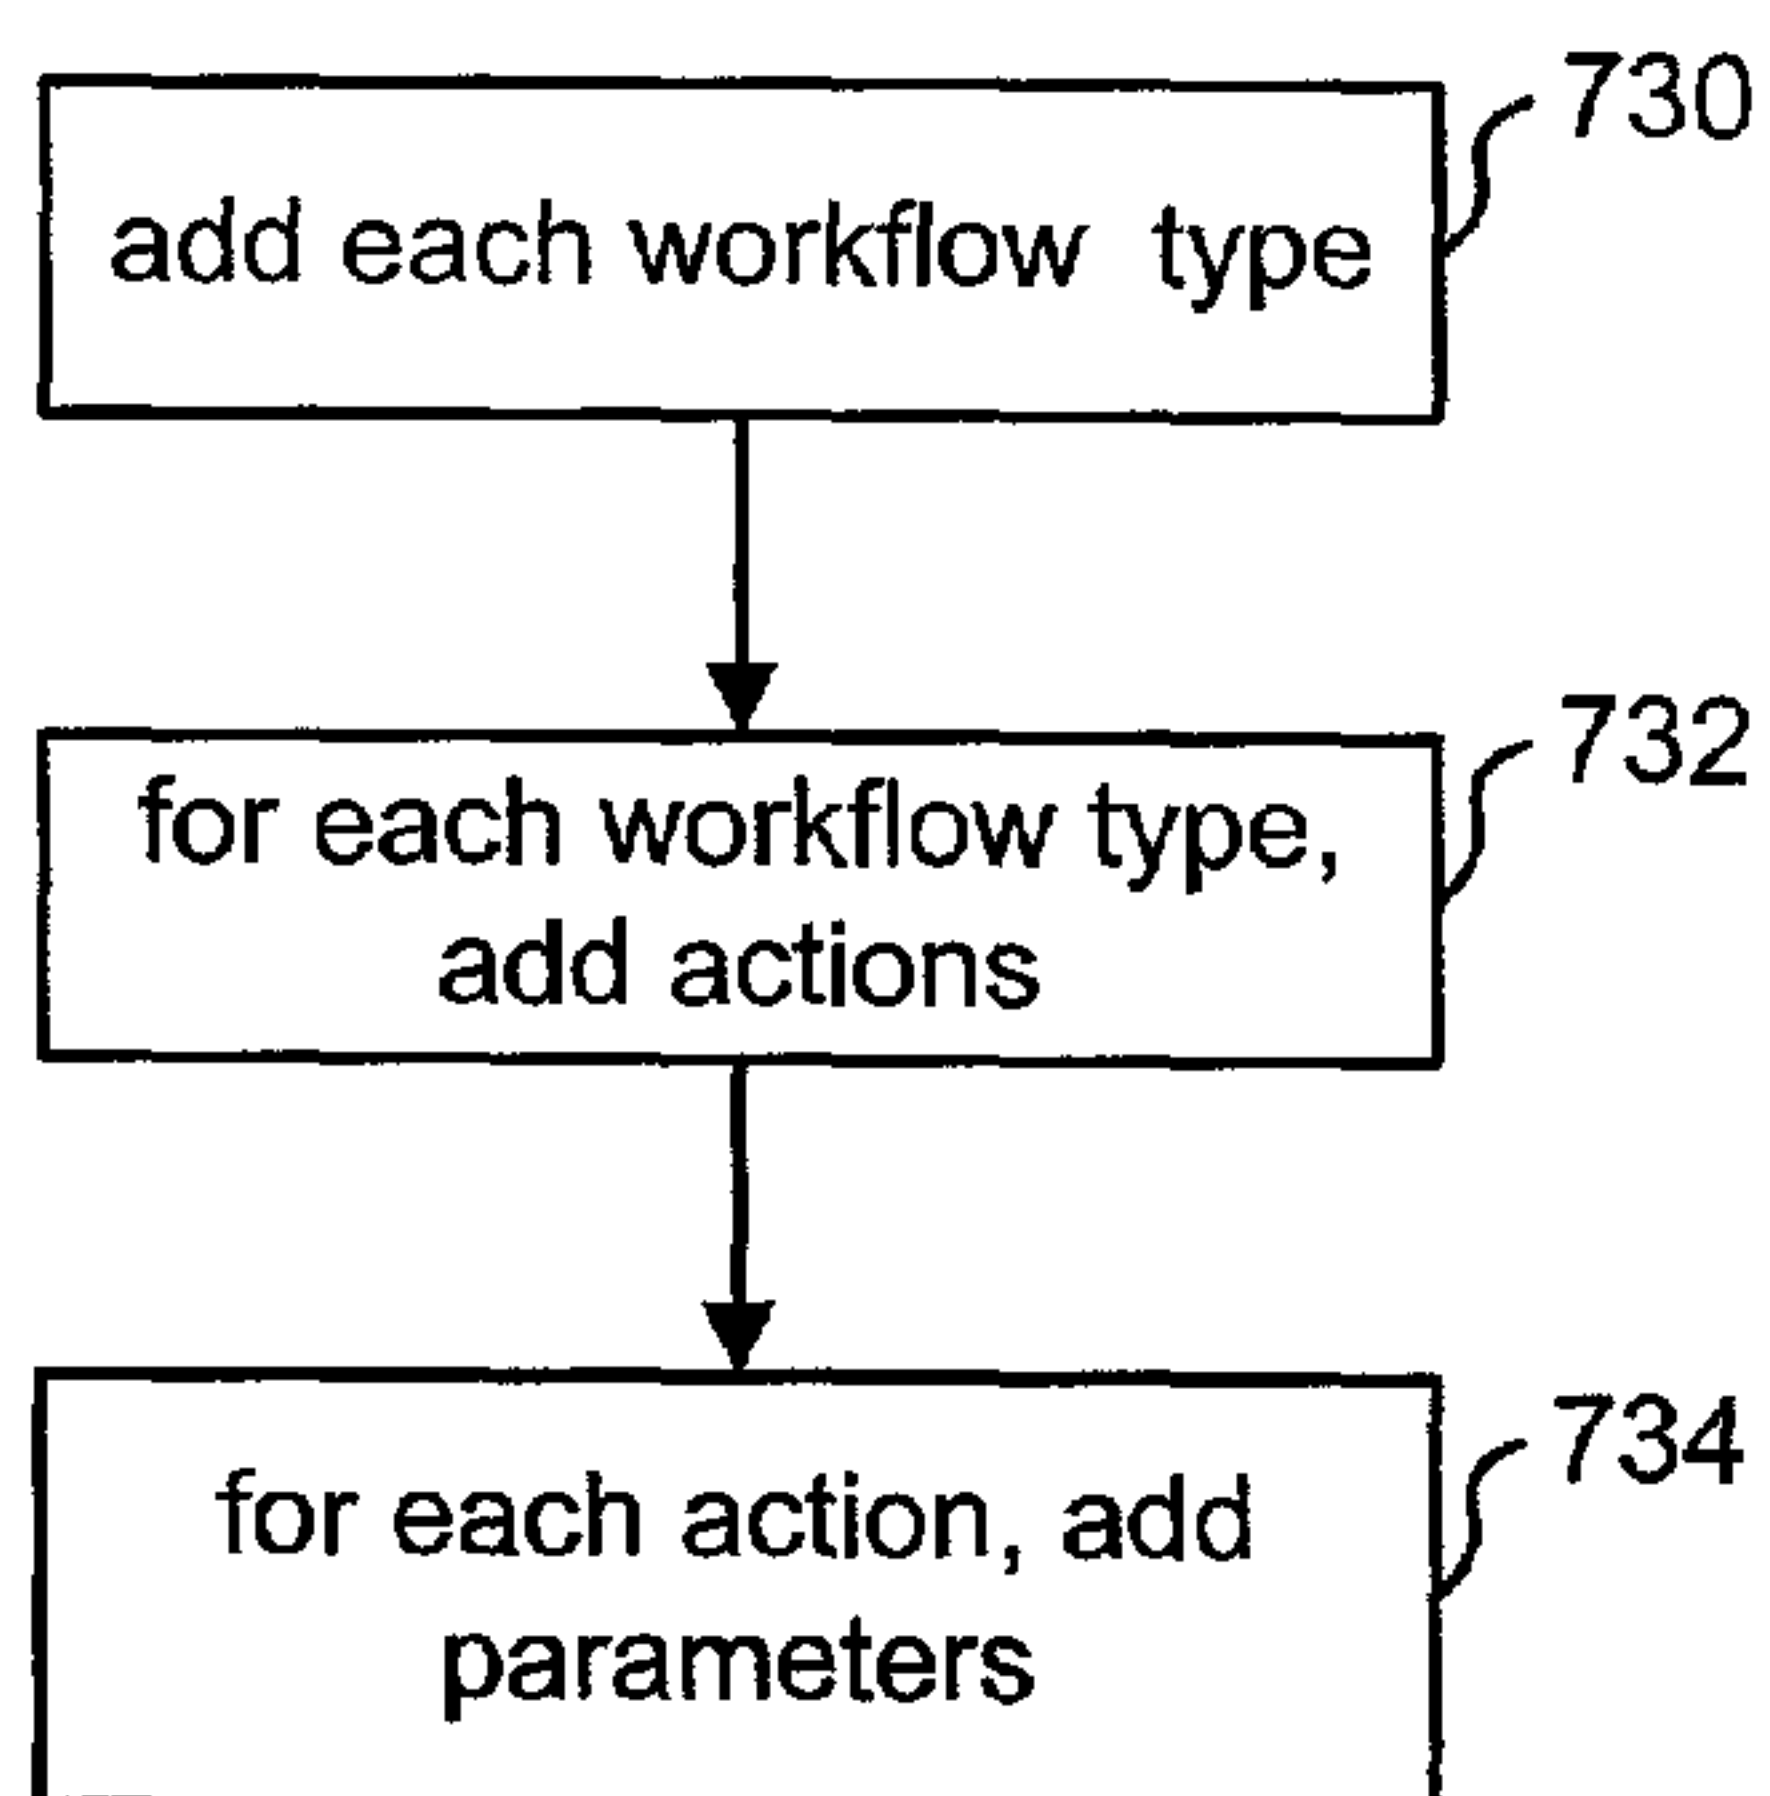 730
add each workflow type
732
for each workflow type,
add actions
734
for each action, add
parameters